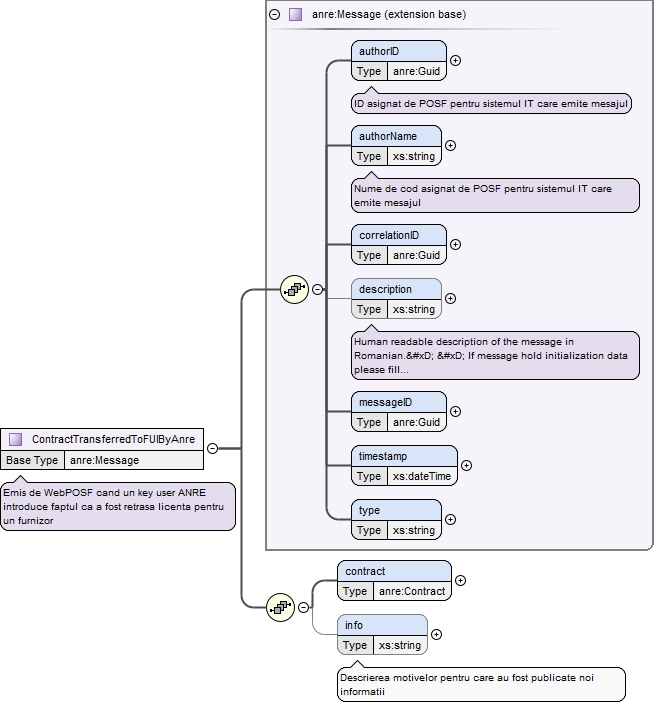 anre:Message (extension base)
authorID
Type anre:Guid
ID asignat de POSF pentru sistemul IT care emite mesajul
authorName
Type xs:string
Nume de cod asignat de POSF pentru sistemul IT care
emite mesajul
correlationID
Type anre:Guid
description
Type xs:string
Human readable description of the message in
Romanian.&#xD; &#xD; If message hold initialization data
please fill...
messageID
Type anre:Guid
timestamp
Type xs:dateTime
type
Type xs:string
ContractTransferredToFUIByAnre
Base Type anre:Message
Emis de WebPOSF cand un key user ANRE
introduce faptul ca a fost retrasa licenta pentru
un furnizor
contract
Type anre:Contract
info
Type xs:string
Descrierea motivelor pentru care au fost publicate noi
informatii